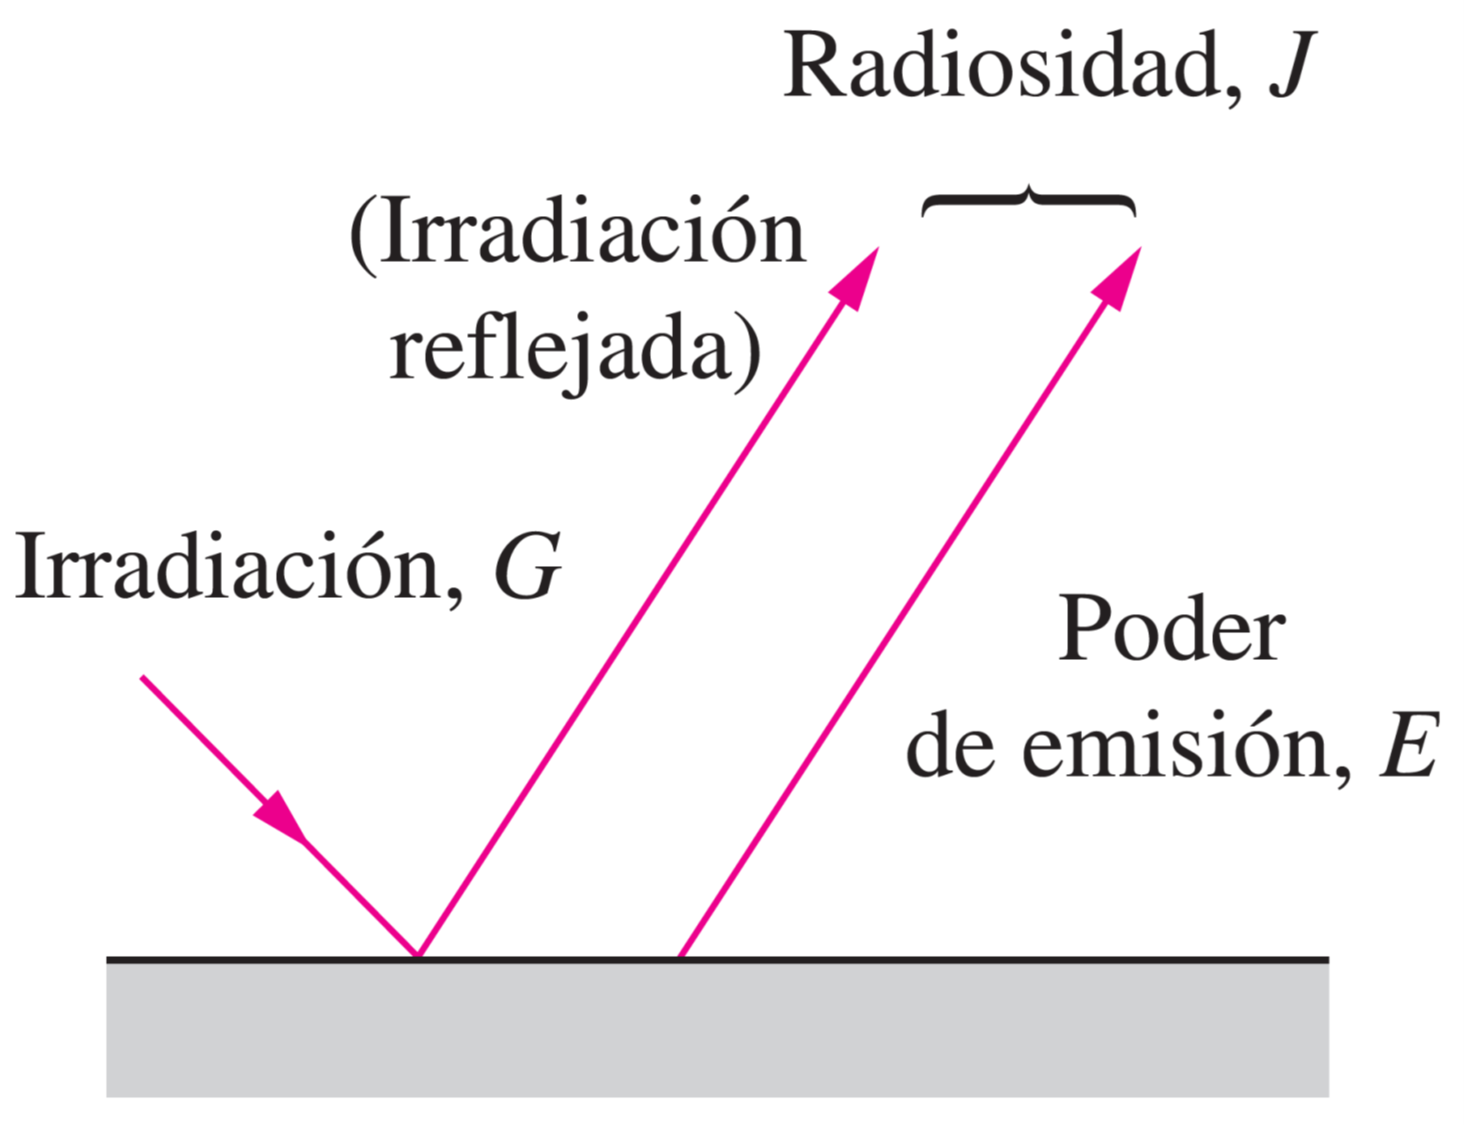 Radiosidad, J
(Irradiación
reflejada)
Irradiación, G
Poder
de emisión, E